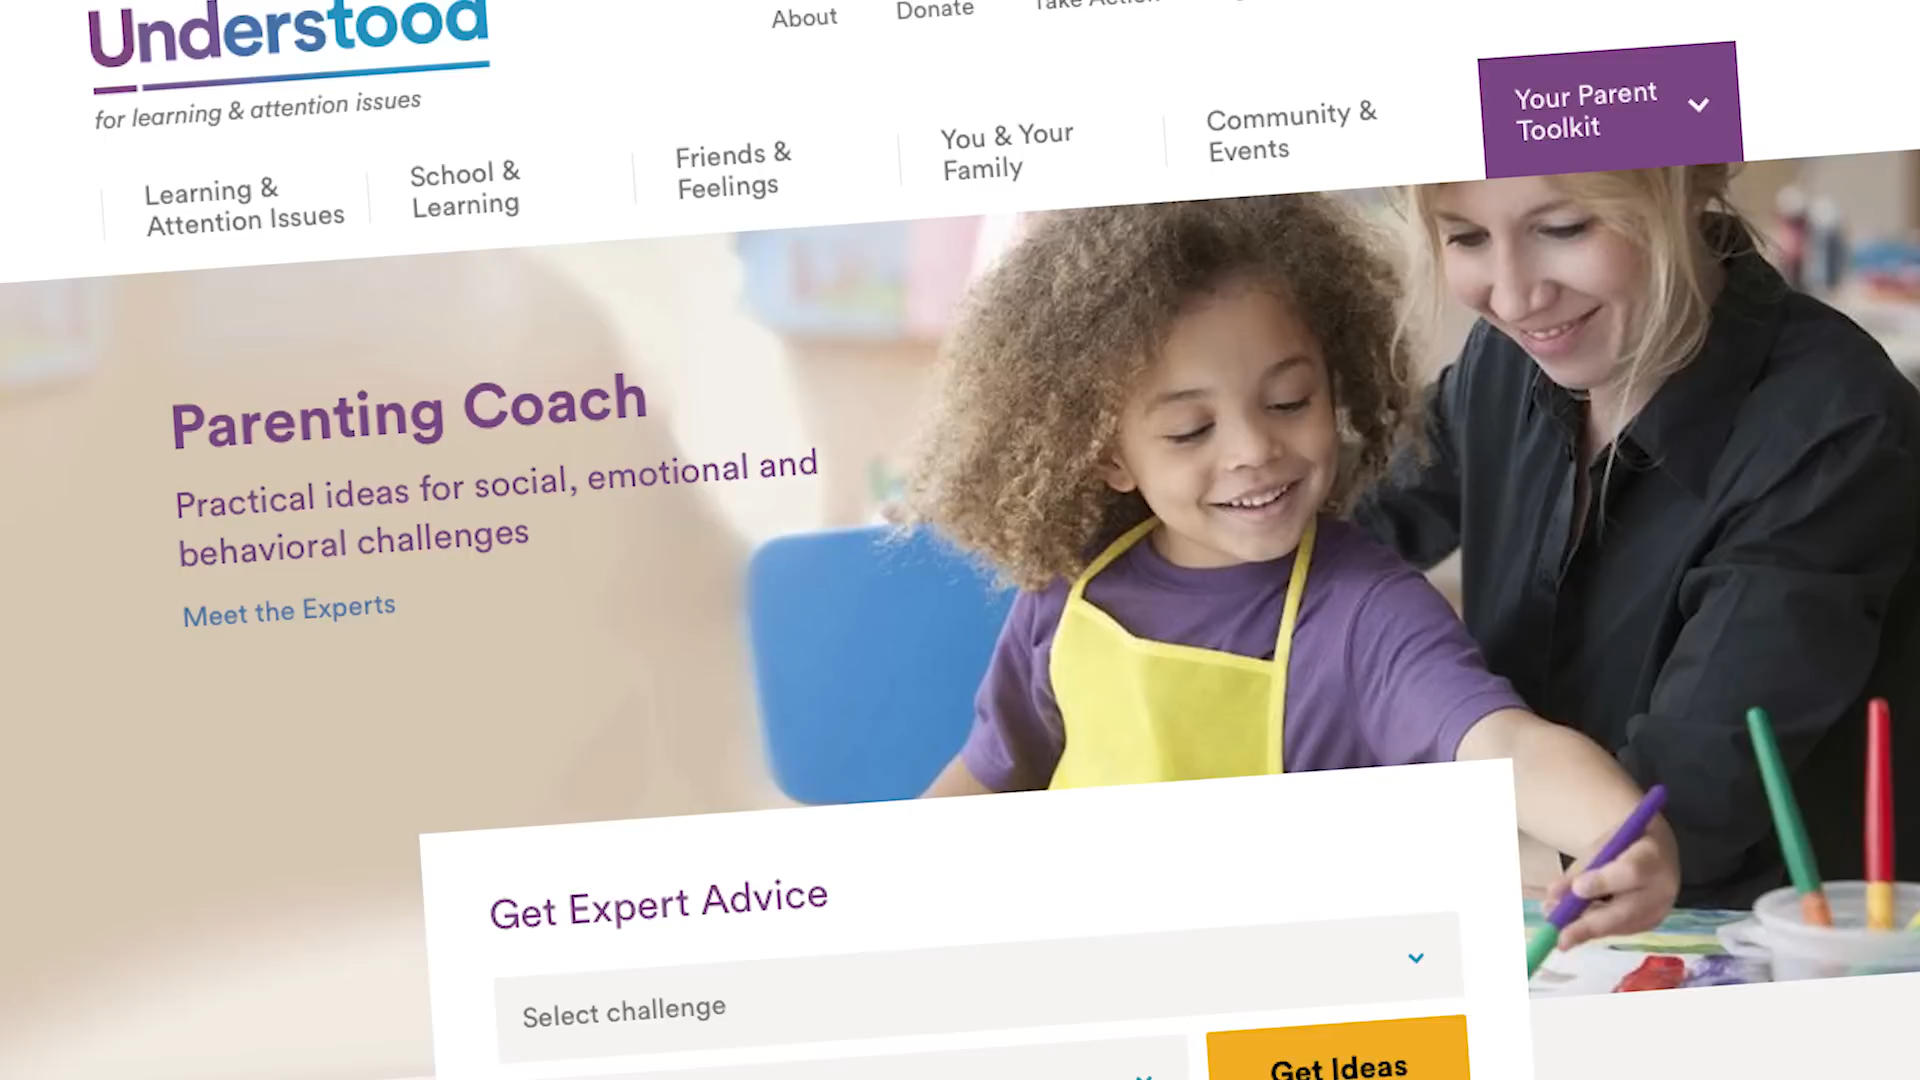 Understood
for learning & attention issues
About
Donate
Take Action
Learning &
Attention Issues
School &
Learning
Friends &
Feelings
You & Your
Family
Community &
Events
Your Parent
Toolkit
Parenting Coach
Practical ideas for social, emotional and
behavioral challenges
Meet the Experts
Get Expert Advice
Select challenge
Get Ideas